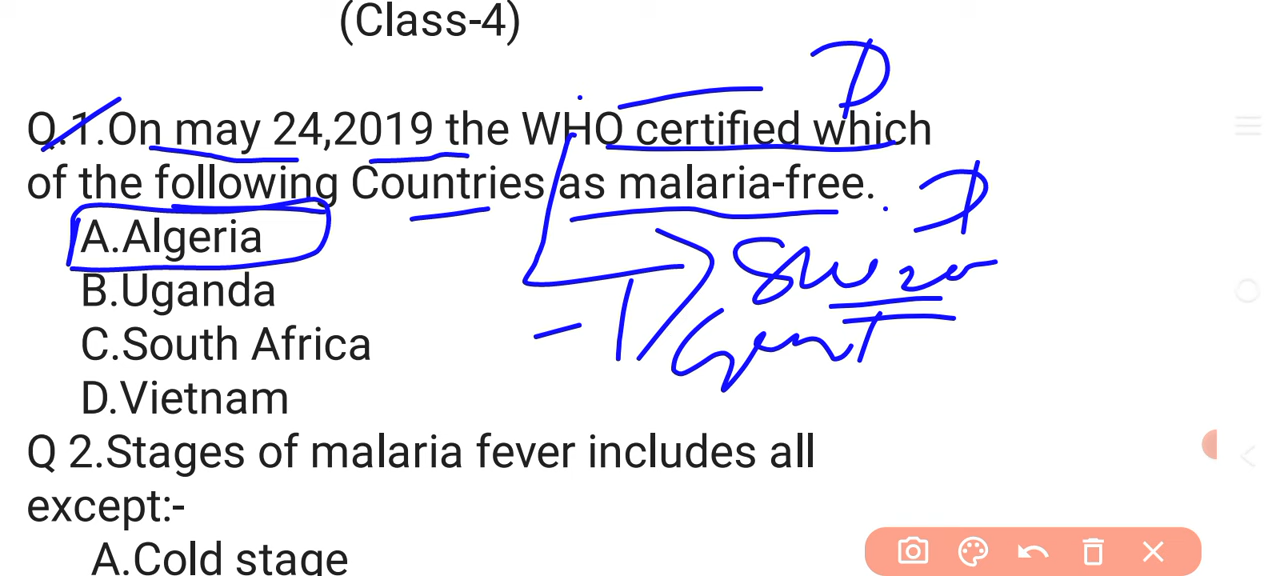 (Class-4)
Q.1.On may 24,2019 the WHO certified which
of the following Countries as malaria-free.
A.Algeria
B.Uganda
C.South Africa
D.Vietnam
Q 2.Stages of malaria fever includes all
except:-
A.Cold stage